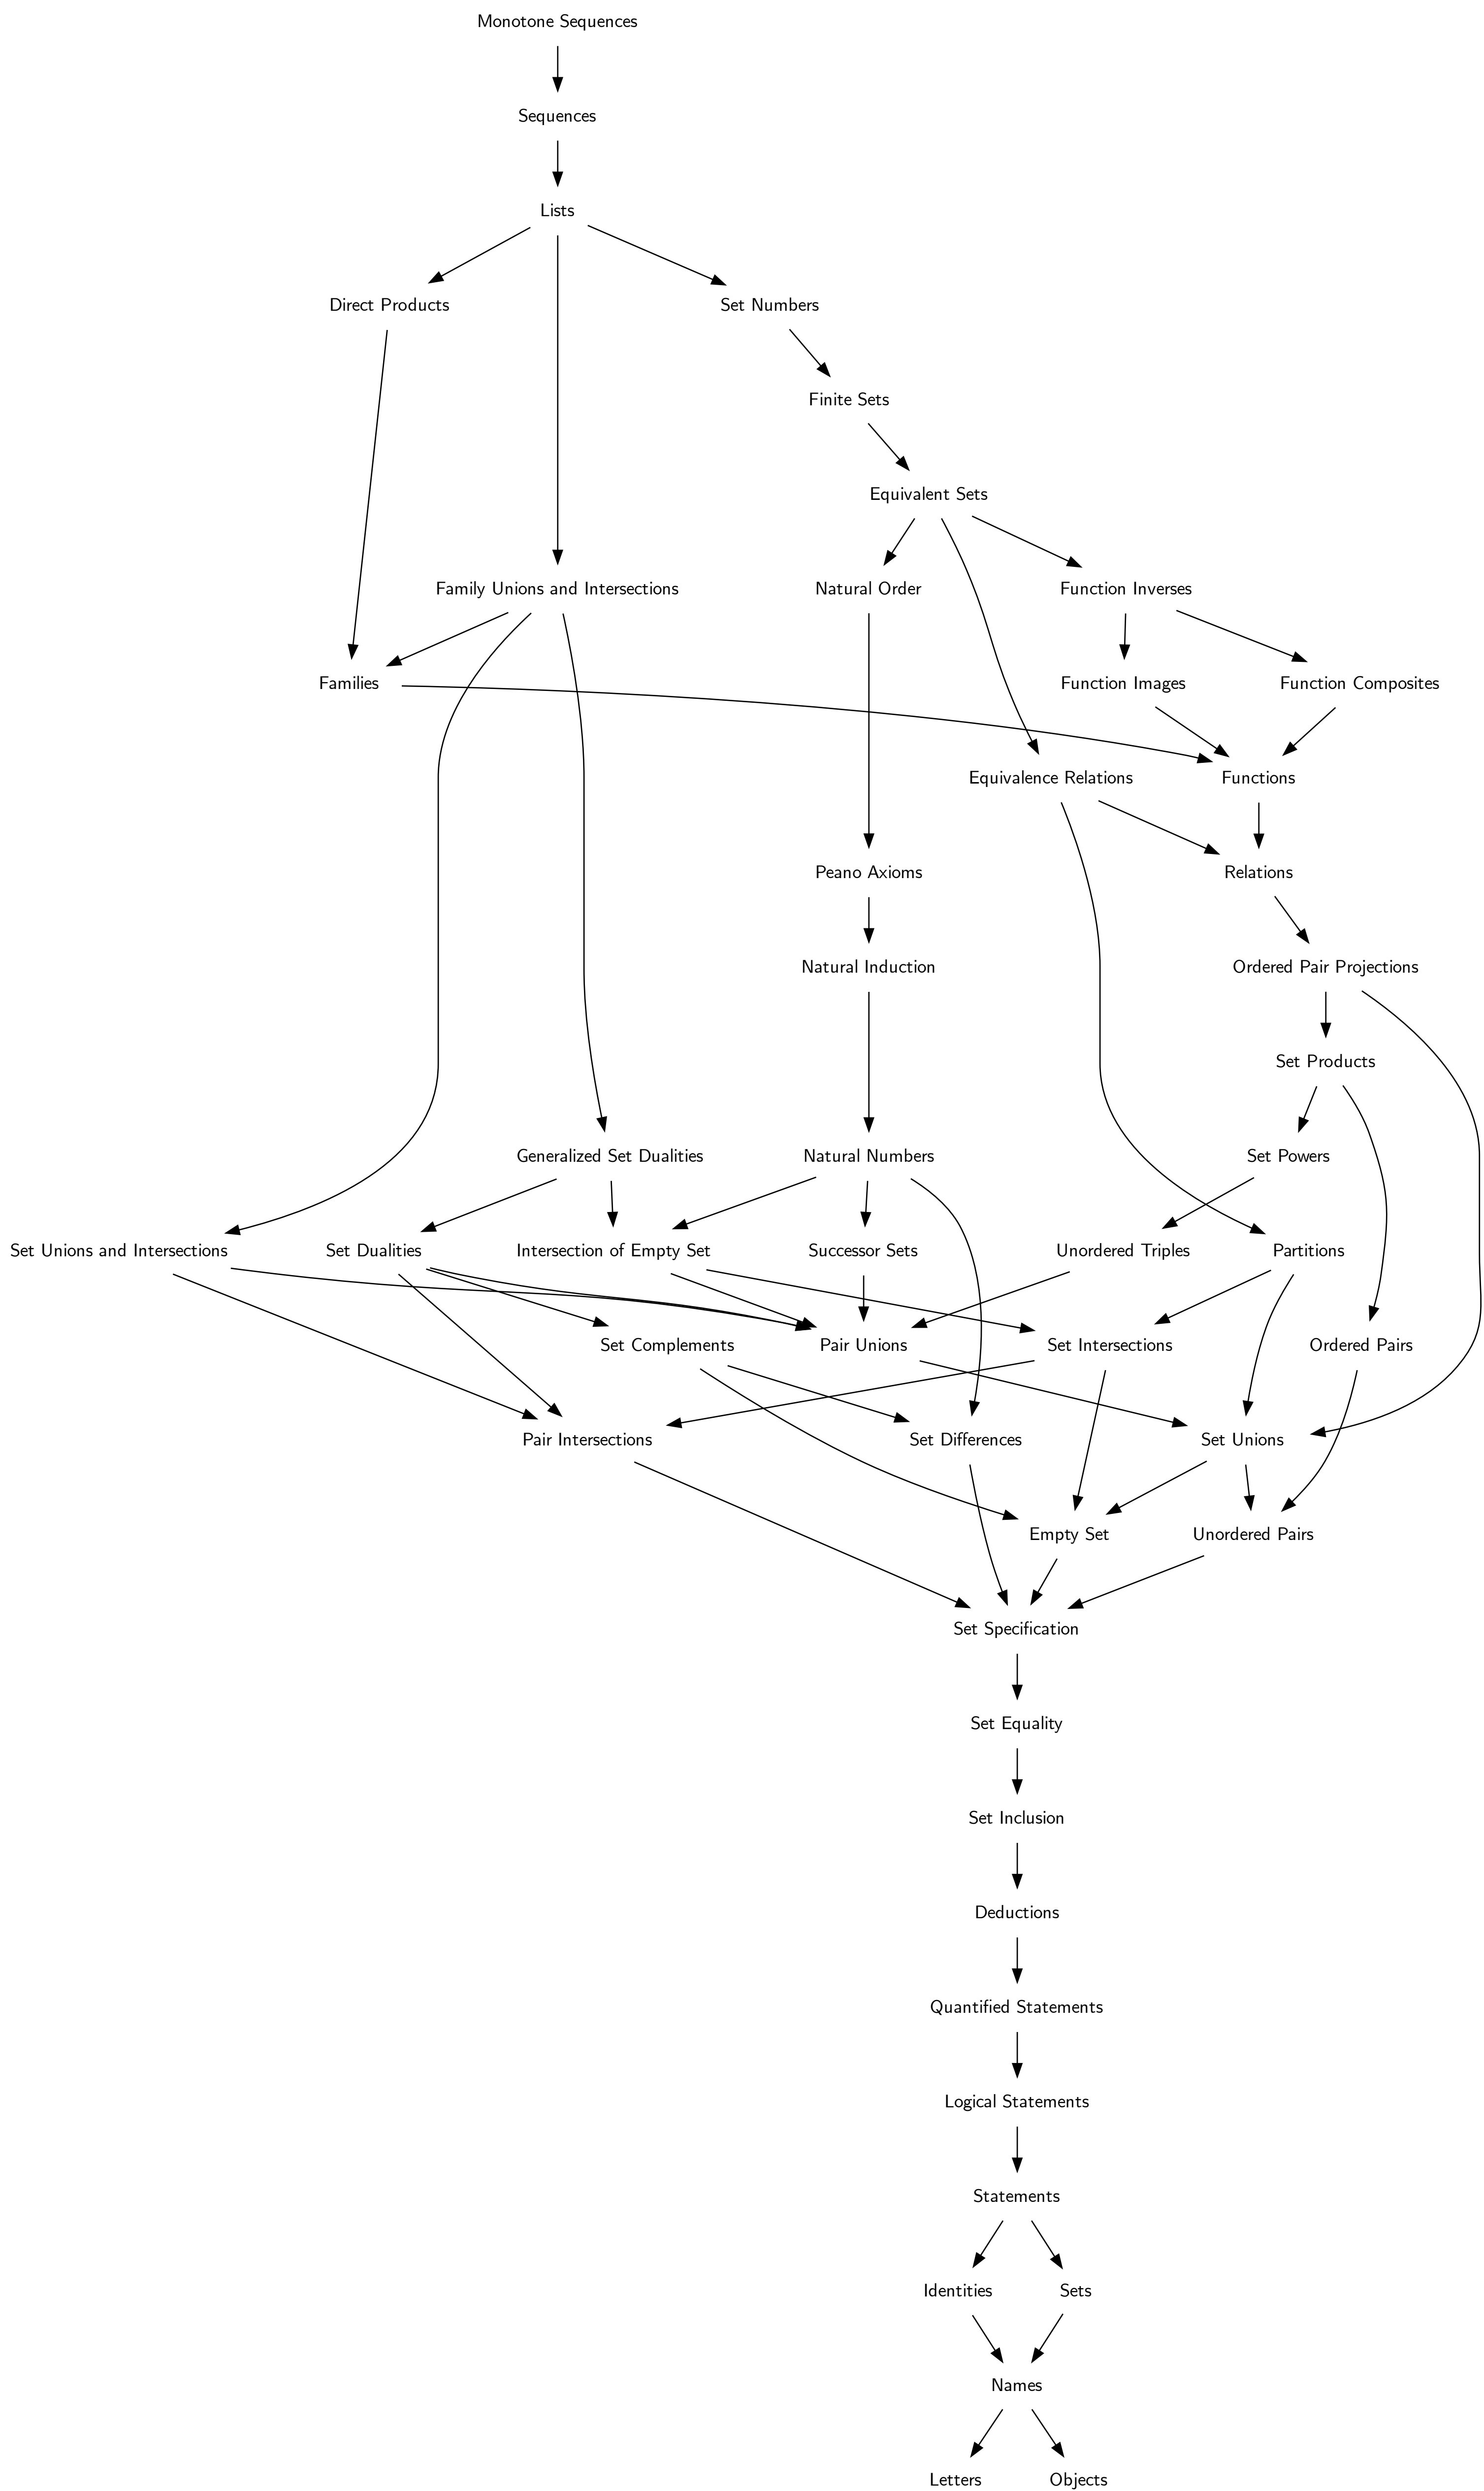 Monotone Sequences
Sequences
Lists
Direct Products
Set Numbers
Finite Sets
Equivalent Sets
Family Unions and Intersections
Natural Order
Function Inverses
Families
Function Images
Function Composites
Equivalence Relations
Functions
Peano Axioms
Relations
Natural Induction
Ordered Pair Projections
Set Products
Generalized Set Dualities
Natural Numbers
Set Powers
Set Unions and Intersections
Set Dualities
Intersection of Empty Set
Successor Sets
Unordered Triples
Partitions
Set Complements
Pair Unions
Set Intersections
Ordered Pairs
Pair Intersections
Set Differences
Set Unions
Empty Set
Unordered Pairs
Set Specification
Set Equality
Set Inclusion
Deductions
Quantified Statements
Logical Statements
Statements
Identities
Sets
Names
Letters
Objects